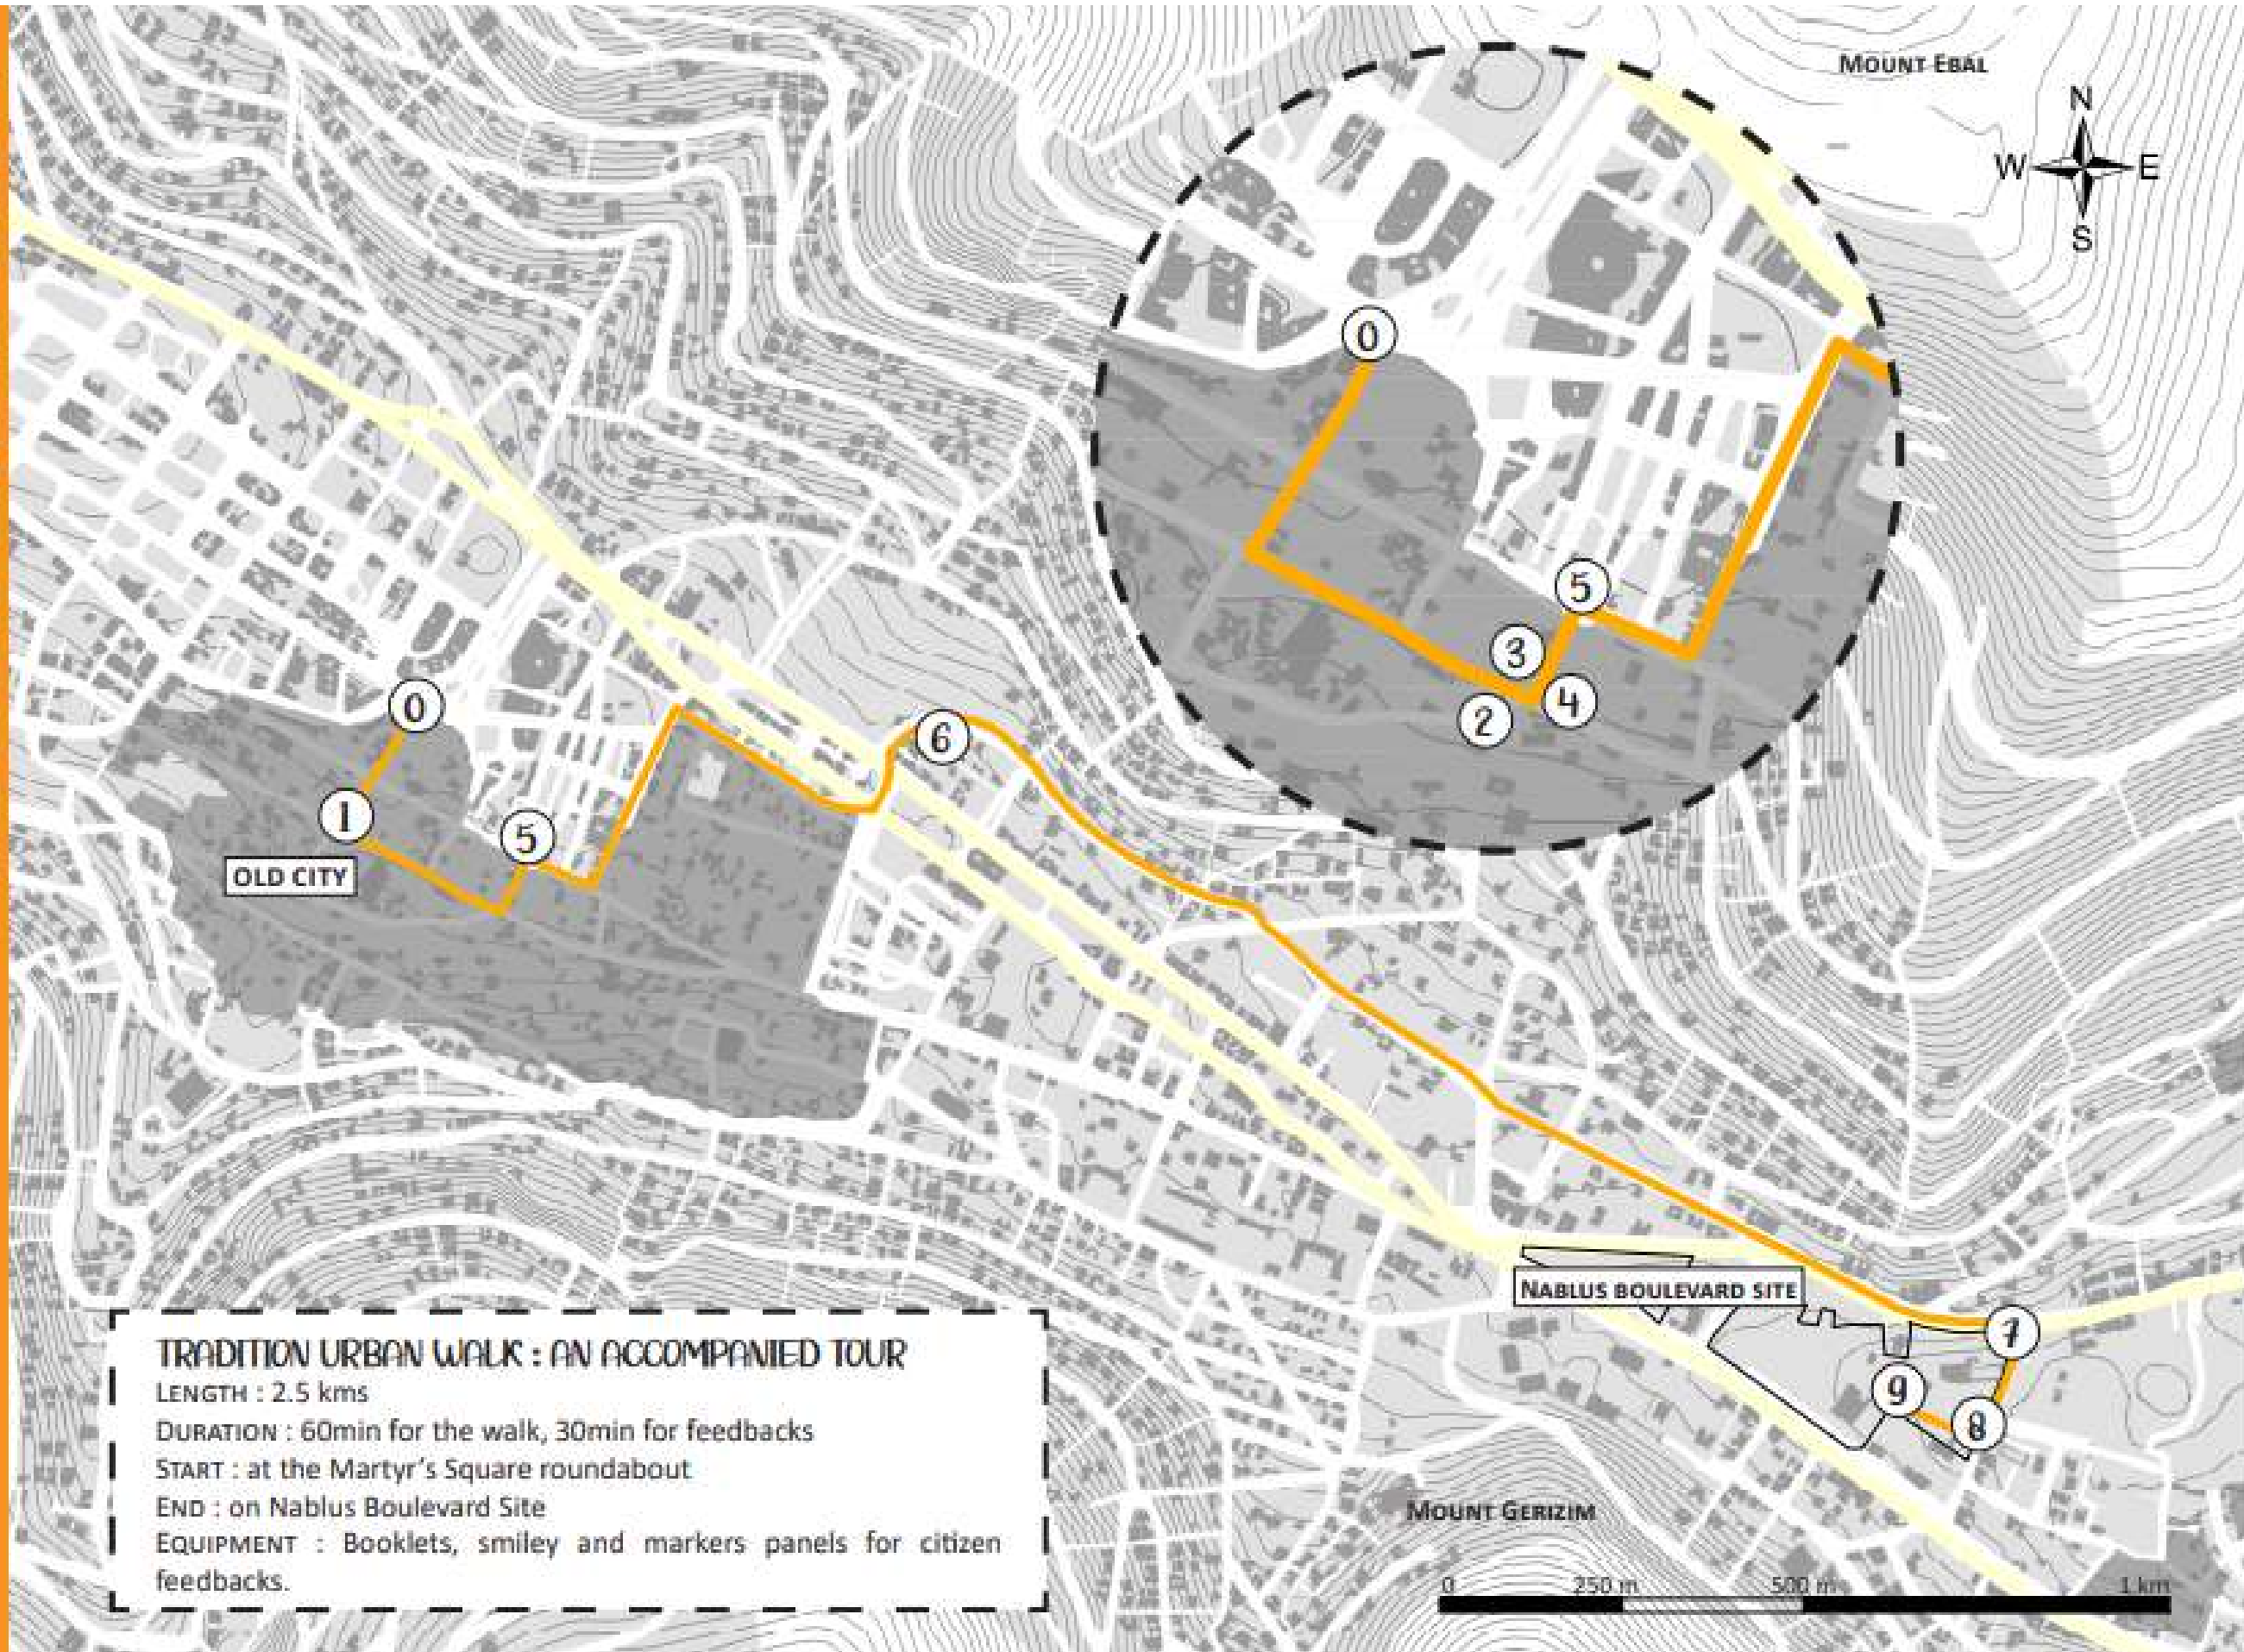 MOUNT EBAL
N
W E
S
0
5
3
4
2
0
6
1
5
OLD CITY
NABLUS BOULEVARD SITE
7
9
8
TRADITION URBAN WALK : AN ACCOMPANIED TOUR
LENGTH : 2.5 kms
DURATION : 60min for the walk, 30min for feedbacks
START : at the Martyr's Square roundabout
END : on Nablus Boulevard Site
EQUIPMENT : Booklets, smiley and markers panels for citizen
feedbacks.
MOUNT GERIZIM
0 250 m 500 m 1 km